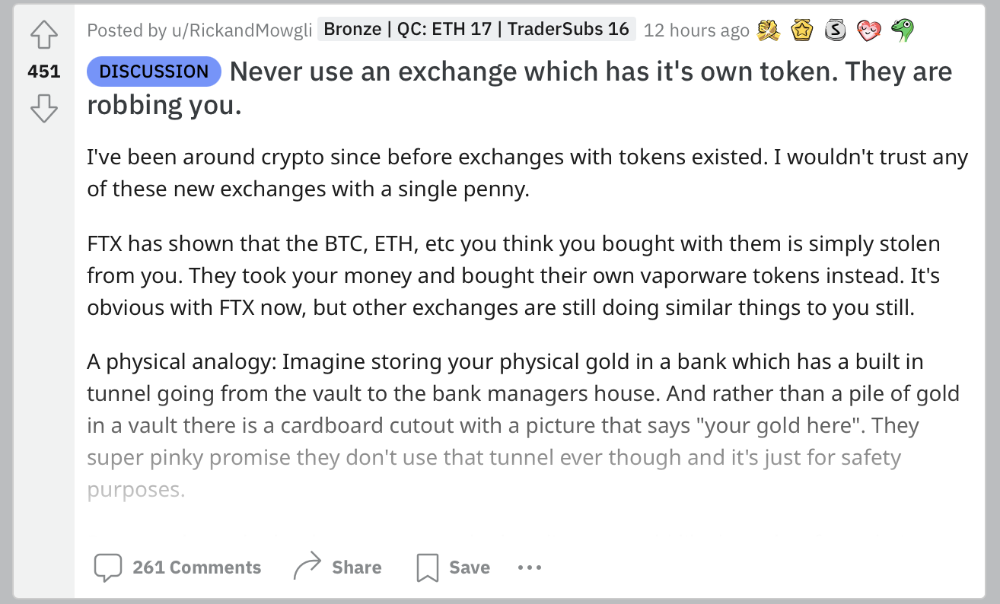 Posted by u/RickandMowgli Bronze | QC: ETH 17 | TraderSubs 16 12 hours ago
451
DISCUSSION Never use an exchange which has it's own token. They are
robbing you.
I've been around crypto since before exchanges with tokens existed. I wouldn't trust any
of these new exchanges with a single penny.
FTX has shown that the BTC, ETH, etc you think you bought with them is simply stolen
from you. They took your money and bought their own vaporware tokens instead. It's
obvious with FTX now, but other exchanges are still doing similar things to you still.
A physical analogy: Imagine storing your physical gold in a bank which has a built in
tunnel going from the vault to the bank managers house. And rather than a pile of gold
in a vault there is a cardboard cutout with a picture that says "your gold here". They
super pinky promise they don't use that tunnel ever though and it's just for safety
purposes.
261 Comments Share Save